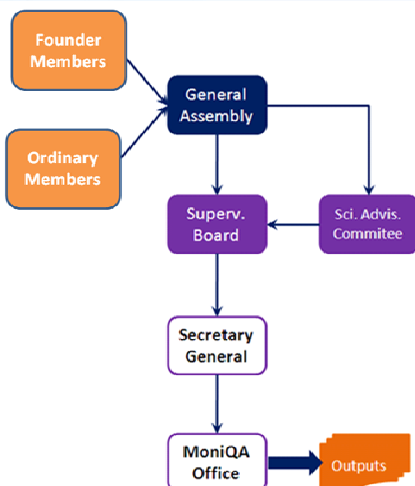 Founder
Members
General
Assembly
Ordinary
Members
Superv.
Board
Sci. Advis.
Commitee
Secretary
General
MoniQA
Office
Outputs